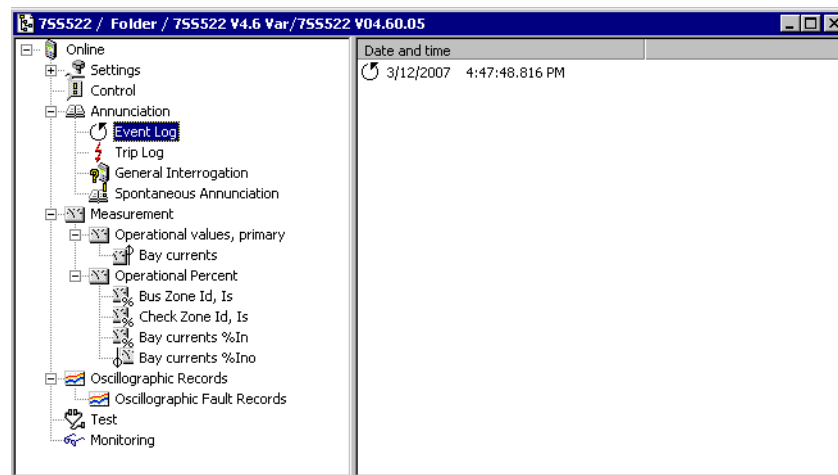 7SS522 / Folder / 7SS522 V4.6 Var/7SS522 V04.60.05
Online
Settings
Control
Annunciation
Event Log
Trip Log
General Interrogation
Spontaneous Annunciation
Measurement
Operational values, primary
Bay currents
Operational Percent
Bus Zone Id, Is
Check Zone Id, Is
Bay currents %In
Bay currents %Ino
Oscillographic Records
Oscillographic Fault Records
Test
Monitoring
Date and time
3/12/2007 4:47:48.816 PM